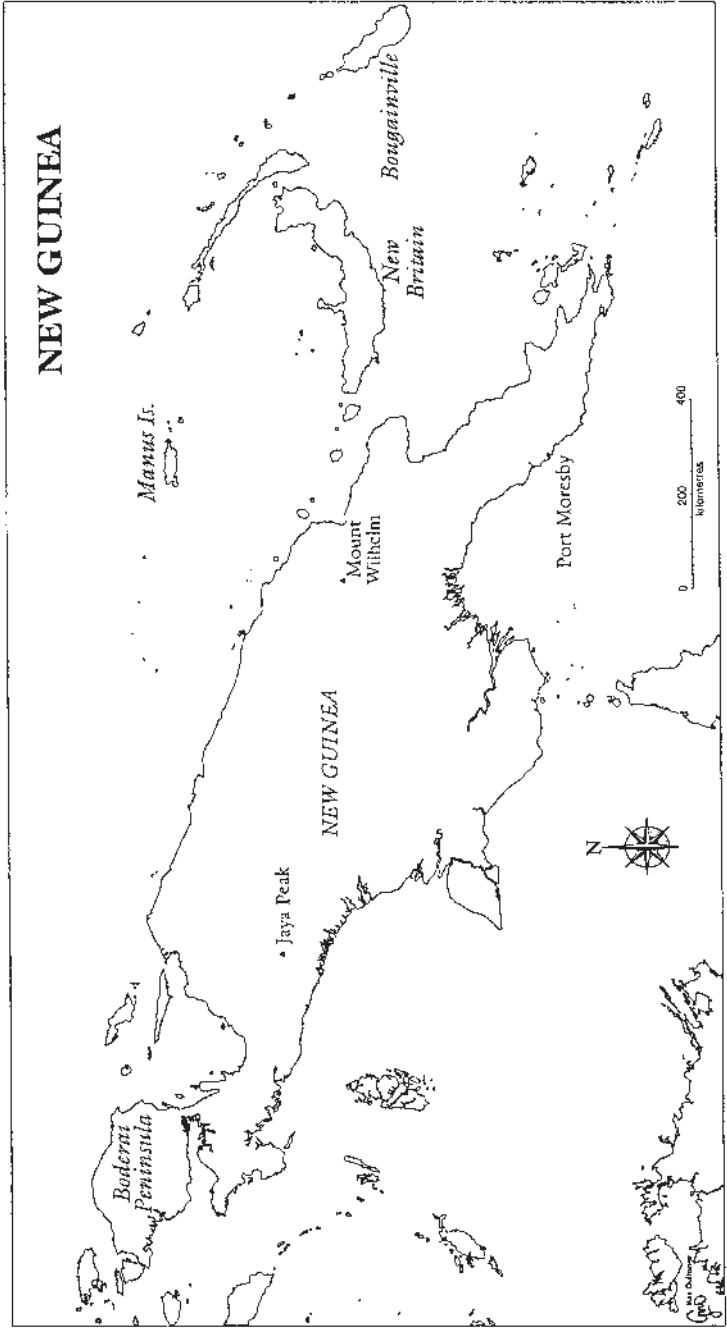 NEW GUINEA
Manus Is.
Bougainville
New
Britain
Boderai
Peninsula
Jaya Peak
NEW GUINEA
Mount
Wilhelm
Port Moresby
N
0 200 400
kilometres